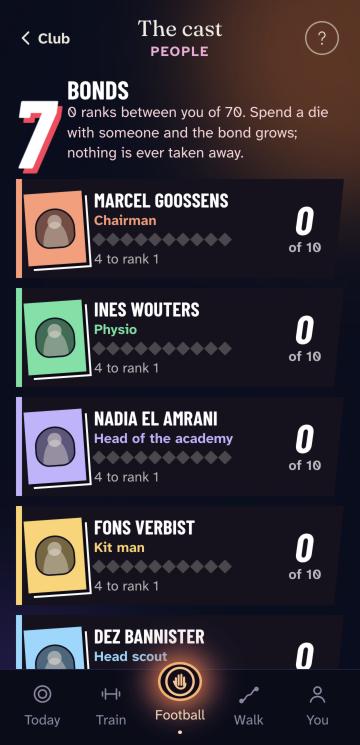 Club
The cast
PEOPLE
?
7
BONDS
0 ranks between you of 70. Spend a die
with someone and the bond grows;
nothing is ever taken away.
MARCEL GOOSSENS
Chairman
4 to rank 1
0
of 10
INES WOUTERS
Physio
4 to rank 1
0
of 10
NADIA EL AMRANI
Head of the academy
4 to rank 1
0
of 10
FONS VERBIST
Kit man
4 to rank 1
0
of 10
DEZ BANNISTER
Head scout
0
Today
Train
Football
Walk
You